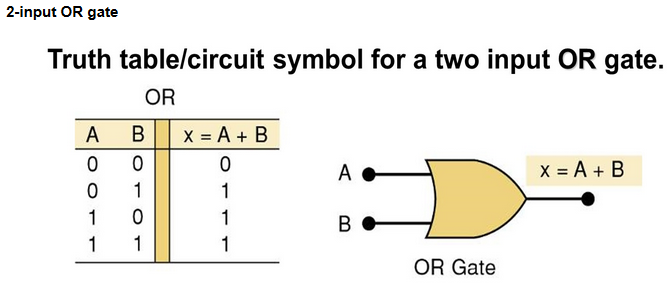 2-input OR gate
Truth table/circuit symbol for a two input OR gate.
OR
A B x = A + B
0 0 0
0 1 1
1 0 1
1 1 1
A
B
x = A + B
OR Gate